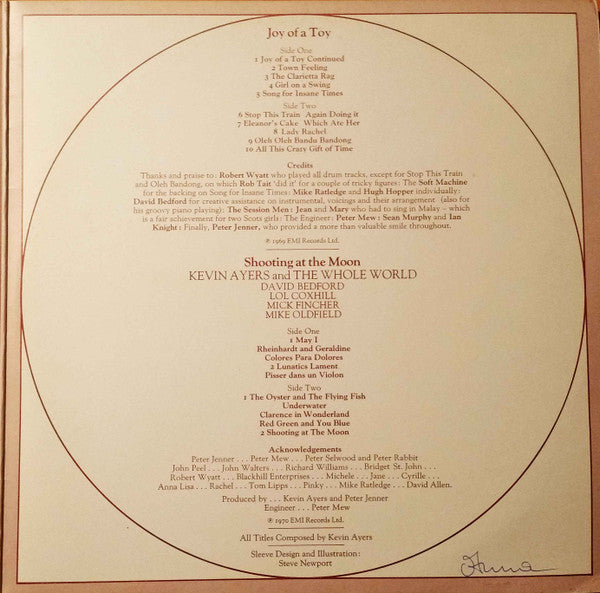 Joy of a Toy
Side One
1 Joy of a Toy Continued
2 Town Feeling
3 The Clarietta Rag
4 Girl on a Swing
5 Song for Insane Times
Side Two
6 Stop This Train Again Doing it
7 Eleanor's Cake Which Ate Her
8 Lady Rachel
9 Oleh Oleh Bandu Bandong
10 All This Crazy Gift of Time
Credits
Thanks and praise to: Robert Wyatt who played all drum tracks, except for Stop This Train
and Oleh Bandong, on which Rob Tait 'did it' for a couple of tricky figures: The Soft Machine
for the backing on Song for Insane Times: Mike Ratledge and Hugh Hopper individually:
David Bedford for creative assistance on instrumental, voicings and their arrangement (also for
his groovy piano playing): The Session Men: Jean and Mary who had to sing in Malay – which
is a fair achievement for two Scots girls: The Engineer: Peter Mew: Sean Murphy and Ian
Knight: Finally, Peter Jenner, who provided a more than valuable smile throughout.
℗ 1969 EMI Records Ltd.
Shooting at the Moon
KEVIN AYERS and THE WHOLE WORLD
DAVID BEDFORD
LOL COXHILL
MICK FINCHER
MIKE OLDFIELD
Side One
1 May I
Rheinhardt and Geraldine
Colores Para Dolores
2 Lunatics Lament
Pisser dans un Violon
Side Two
1 The Oyster and The Flying Fish
Underwater
Clarence in Wonderland
Red Green and You Blue
2 Shooting at The Moon
Acknowledgements
Peter Jenner . . . Peter Mew. . . Peter Selwood and Peter Rabbit
John Peel . . . John Walters . . . Richard Williams . . . Bridget St. John . . .
Robert Wyatt . . . Blackhill Enterprises . . . Michele . . . Jane . . . Cyrille . . .
Anna Lisa . . . Rachel . . . Tom Lipps . . . Pinky . . . Mike Ratledge . . . David Allen.
Produced by . . . Kevin Ayers and Peter Jenner
Engineer . . . Peter Mew
℗ 1970 EMI Records Ltd.
All Titles Composed by Kevin Ayers
Sleeve Design and Illustration:
Steve Newport